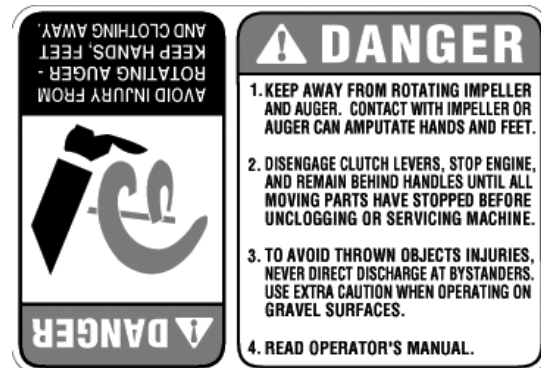 DANGER
AVOID INJURY FROM
ROTATING AUGER -
KEEP HANDS, FEET
AND CLOTHING AWAY.
DANGER
1. KEEP AWAY FROM ROTATING IMPELLER
AND AUGER. CONTACT WITH IMPELLER OR
AUGER CAN AMPUTATE HANDS AND FEET.
2. DISENGAGE CLUTCH LEVERS, STOP ENGINE,
AND REMAIN BEHIND HANDLES UNTIL ALL
MOVING PARTS HAVE STOPPED BEFORE
UNCLOGGING OR SERVICING MACHINE.
3. TO AVOID THROWN OBJECTS INJURIES,
NEVER DIRECT DISCHARGE AT BYSTANDERS.
USE EXTRA CAUTION WHEN OPERATING ON
GRAVEL SURFACES.
4. READ OPERATOR'S MANUAL.